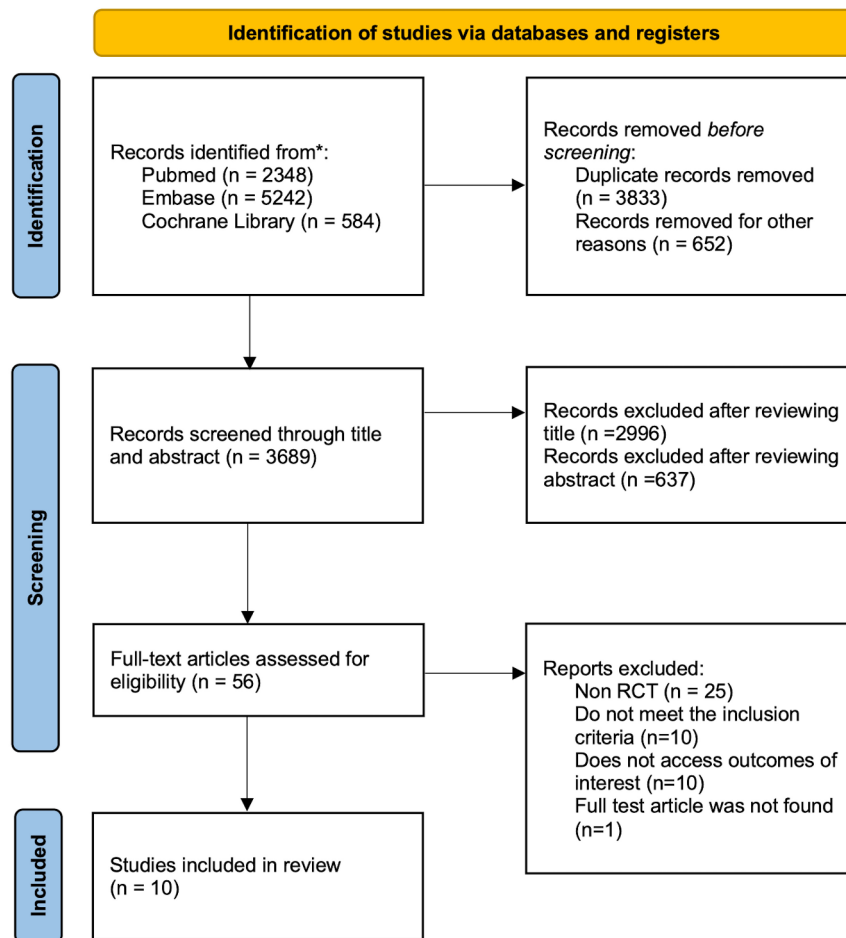 Identification of studies via databases and registers
Identification
Records identified from*:
Pubmed (n = 2348)
Embase (n = 5242)
Cochrane Library (n = 584)
Records removed before
screening:
Duplicate records removed
(n = 3833)
Records removed for other
reasons (n = 652)
Screening
Records screened through title
and abstract (n = 3689)
Records excluded after reviewing
title (n =2996)
Records excluded after reviewing
abstract (n =637)
Full-text articles assessed for
eligibility (n = 56)
Reports excluded:
Non RCT (n = 25)
Do not meet the inclusion
criteria (n=10)
Does not access outcomes of
interest (n=10)
Full test article was not found
(n=1)
Included
Studies included in review
(n = 10)